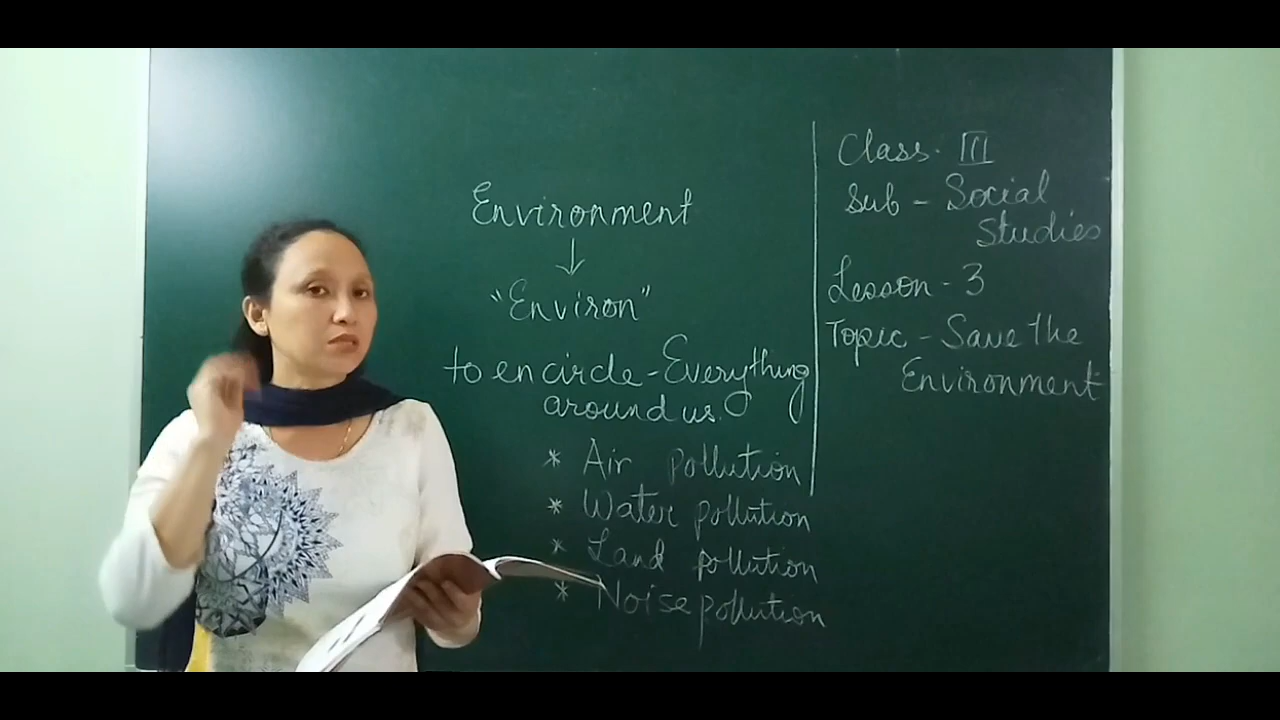 Environment
↓
"Environ"
to encircle - Everything
around us.
* Air pollution
* Water pollution
* Land pollution
* Noise pollution
Class. III
Sub - Social
Studies
Lesson - 3
Topic - Save the
Environment